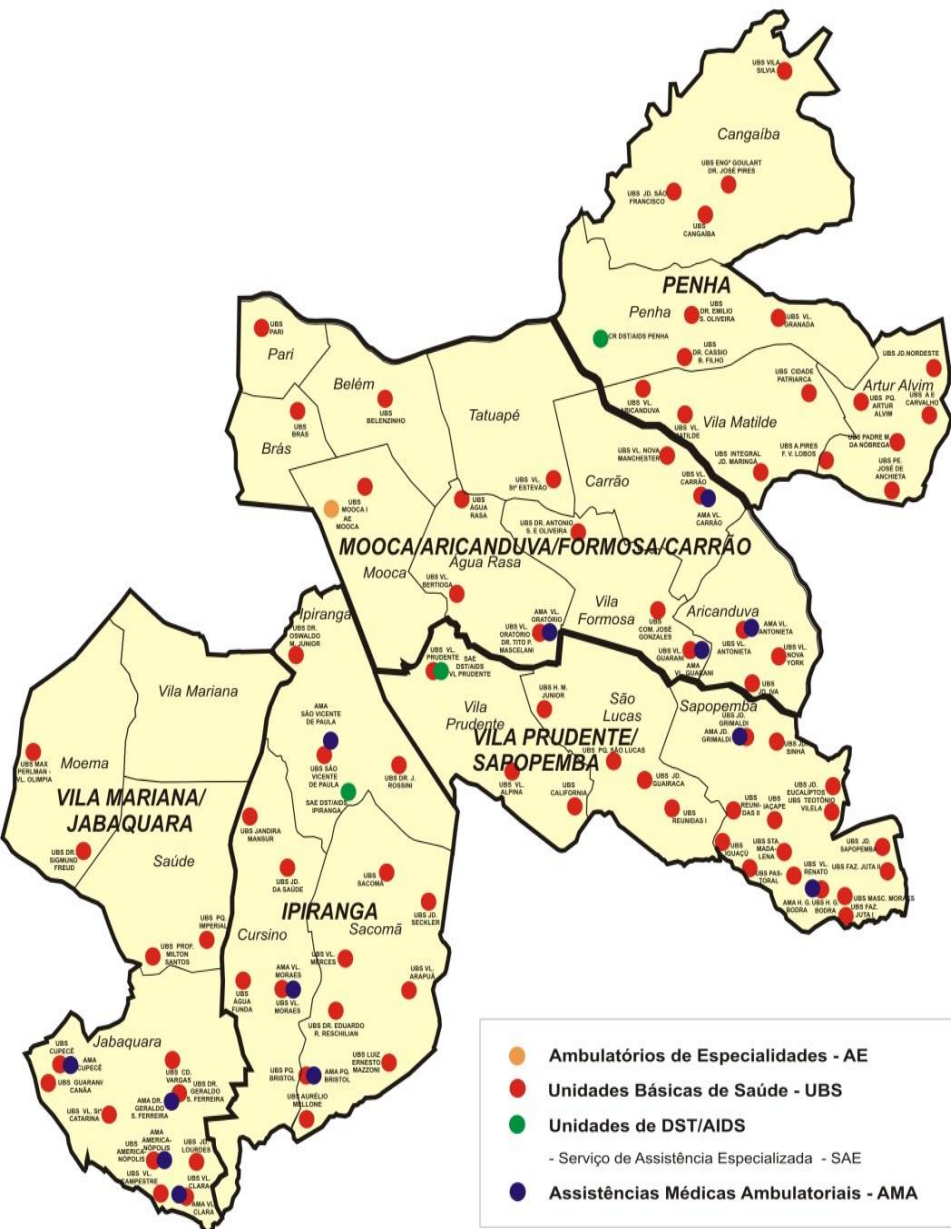 UBS VILA
SILVIA
Cangaíba
UBS ENGº GOULART
DR. JOSÉ PIRES
UBS JD. SÃO
FRANCISCO
UBS
CANGAÍBA
PENHA
Penha
UBS
DR. EMILIO
S. OLIVEIRA
UBS VL.
GRANADA
CR DST/AIDS PENHA
UBS
DR. CASSIO
B. FILHO
UBS JD.NORDESTE
UBS CIDADE
PATRIARCA
Artur Alvim
UBS PQ.
ARTUR
ALVIM
UBS A E
CARVALHO
UBS VL.
ARICANDUVA
UBS VL.
MATILDE
Vila Matilde
UBS PADRE M.
DA NÓBREGA
UBS A.PIRES
F. V. LOBOS
UBS INTEGRAL
JD. MARINGÁ
UBS PE.
JOSÉ DE
ANCHIETA
UBS
PARI
Pari
Belém
UBS
BELENZINHO
Tatuapé
UBS
BRÁS
Brás
UBS VL. NOVA
MANCHESTER
UBS VL.
Stº ESTEVÃO
Carrão
UBS VL.
CARRÃO
AMA VL.
CARRÃO
UBS
MOOCA I
AE
MOOCA
UBS
ÁGUA
RASA
UBS DR. ANTONIO
S. E OLIVEIRA
MOOCA/ARICANDUVA/FORMOSA/CARRÃO
Mooca
Água Rasa
UBS VL.
BERTIOGA
Vila
Formosa
AMA VL.
ORATÓRIO
UBS VL.
ORATÓRIO
DR. TITO P.
MASCELANI
UBS
COM. JOSÉ
GONZALES
Aricanduva
AMA VL.
ANTONIETA
UBS VL.
ANTONIETA
UBS VL.
GUARANI
AMA
VL. GUARANI
UBS VL.
NOVA
YORK
UBS
JD. IVA
Ipiranga
UBS DR.
OSWALDO
M. JUNIOR
UBS VL.
PRUDENTE
SAE
DST/AIDS
VL PRUDENTE
Vila
Prudente
UBS H. M.
JUNIOR
São
Lucas
Sapopemba
UBS JD.
GRIMALDI
AMA JD.
GRIMALDI
UBS JD.
SINHÁ
VILA PRUDENTE/
SAPOPEMBA
UBS PQ. SÃO LUCAS
UBS VL.
ALPINA
UBS
CALIFORNIA
UBS JD.
GUAIRACA
UBS
REUNIDAS I
UBS
REUNI-
DAS II
UBS
IAÇAPE
UBS JD.
EUCALÍPTOS
UBS TEOTÔNIO
VILELA
UBS
IGUAÇÚ
UBS STA.
MADA-
LENA
UBS JD.
SAPOPEMBA
UBS PAS-
TORAL
UBS VL.
RENATO
UBS FAZ. JUTA II
AMA H. G.
BODRA
UBS H. G.
BODRA
UBS MASC. MORAES
UBS FAZ.
JUTA I
Vila Mariana
Moema
UBS MAX
PERLMAN -
VL. OLIMPIA
VILA MARIANA/
JABAQUARA
UBS DR.
SIGMUND
FREUD
Saúde
UBS PQ.
IMPERIAL
UBS PROF.
MILTON
SANTOS
AMA
SÃO VICENTE
DE PAULA
UBS SÃO
VICENTE
DE PAULA
SAE DST/AIDS
IPIRANGA
UBS DR. J.
ROSSINI
UBS JANDIRA
MANSUR
UBS JD.
DA SAÚDE
UBS
SACOMÃ
IPIRANGA
Cursino
Sacomã
UBS JD.
SECKLER
UBS VL.
MERCES
AMA VL.
MORAES
UBS VL.
MORAES
UBS
ÁGUA
FUNDA
UBS VL.
ARAPUÁ
UBS DR. EDUARDO
R. RESCHILIAN
UBS LUIZ
ERNESTO
MAZZONI
UBS PQ.
BRISTOL
AMA PQ.
BRISTOL
UBS AURÉLIO
MELLONE
Jabaquara
UBS
CUPECÊ
AMA
CUPECÊ
UBS GUARANI/
CANÃA
UBS CD.
VARGAS
UBS DR.
GERALDO
S. FERREIRA
AMA DR.
GERALDO
S. FERREIRA
UBS VL. Stª
CATARINA
AMA
AMERICA-
NÓPOLIS
UBS
AMERICA-
NÓPOLIS
UBS JD.
LOURDES
UBS VL.
CAMPESTRE
UBS VL.
CLARA
AMA VL.
CLARA
Ambulatórios de Especialidades - AE
Unidades Básicas de Saúde - UBS
Unidades de DST/AIDS
- Serviço de Assistência Especializada - SAE
Assistências Médicas Ambulatoriais - AMA